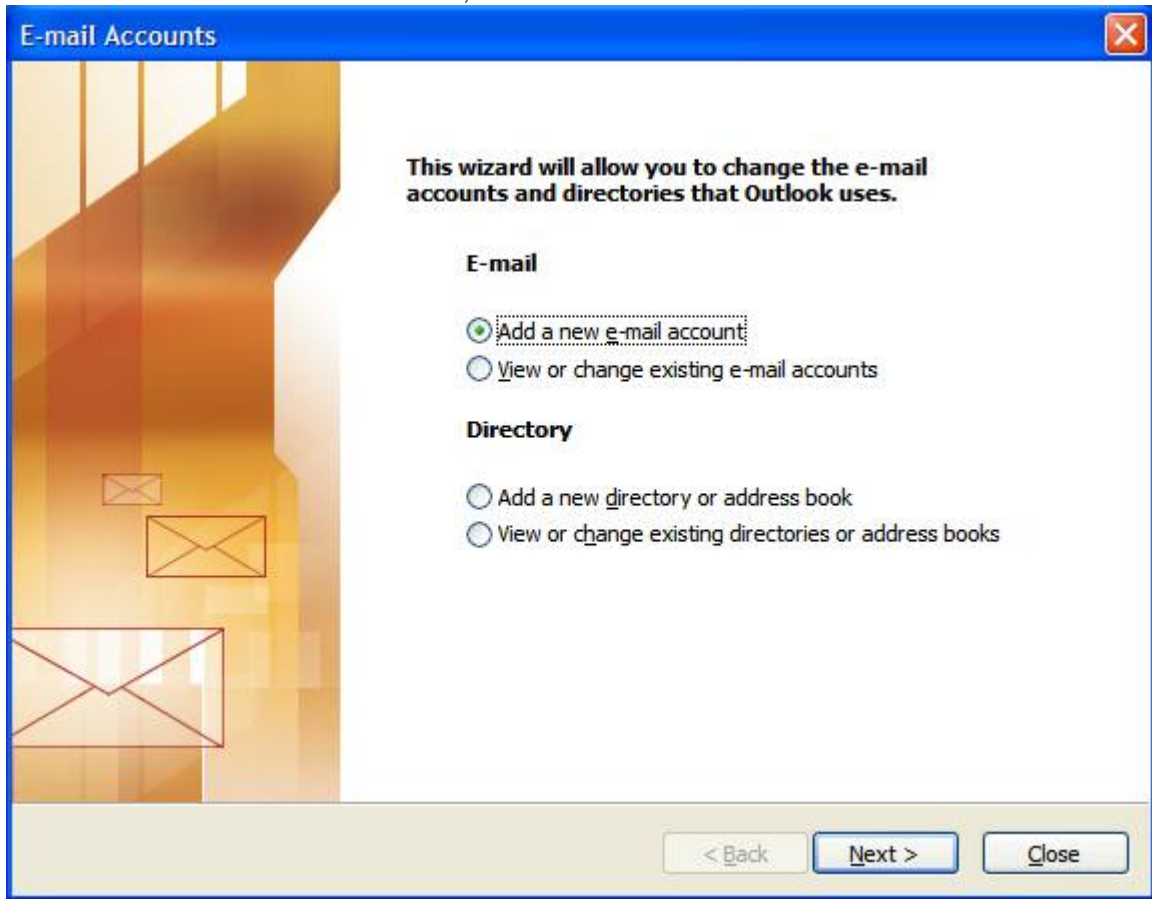 E-mail Accounts
This wizard will allow you to change the e-mail
accounts and directories that Outlook uses.
E-mail
Add a new e-mail account
View or change existing e-mail accounts
Directory
Add a new directory or address book
View or change existing directories or address books
< Back Next > Close